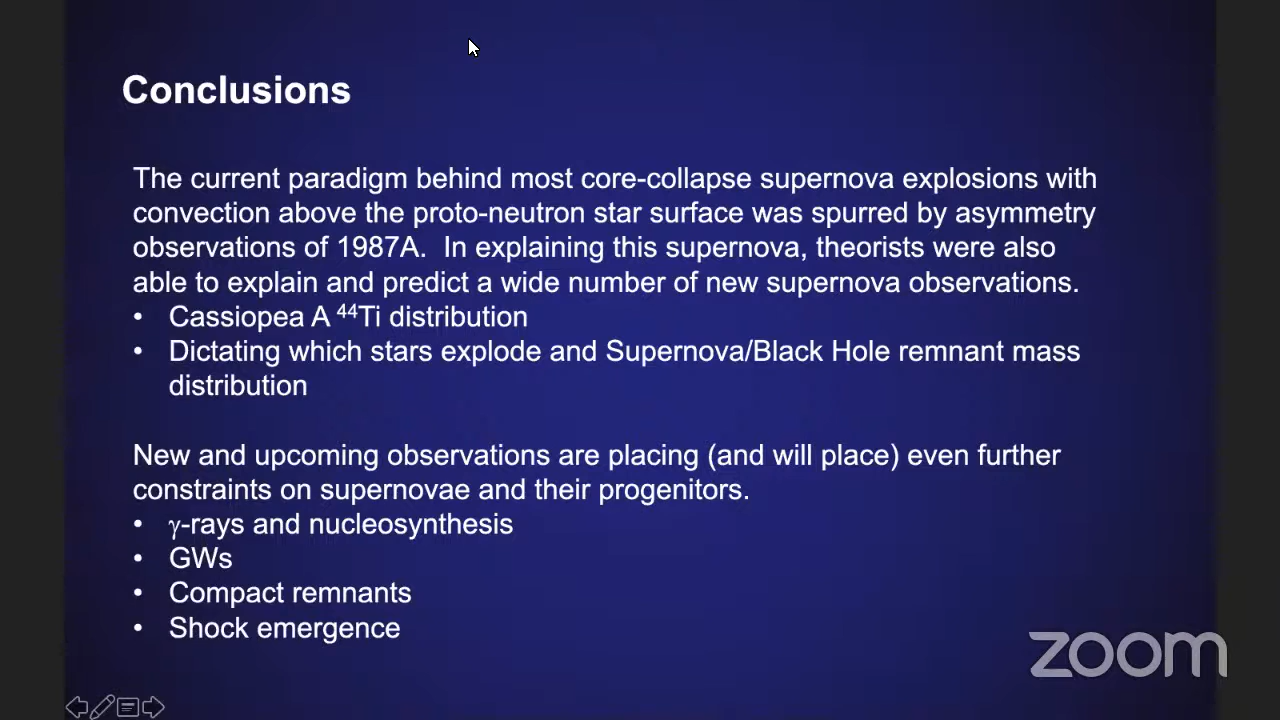 Conclusions
The current paradigm behind most core-collapse supernova explosions with
convection above the proto-neutron star surface was spurred by asymmetry
observations of 1987A.  In explaining this supernova, theorists were also
able to explain and predict a wide number of new supernova observations.
• Cassiopea A ⁴⁴Ti distribution
• Dictating which stars explode and Supernova/Black Hole remnant mass
distribution
New and upcoming observations are placing (and will place) even further
constraints on supernovae and their progenitors.
• γ-rays and nucleosynthesis
• GWs
• Compact remnants
• Shock emergence
zoom